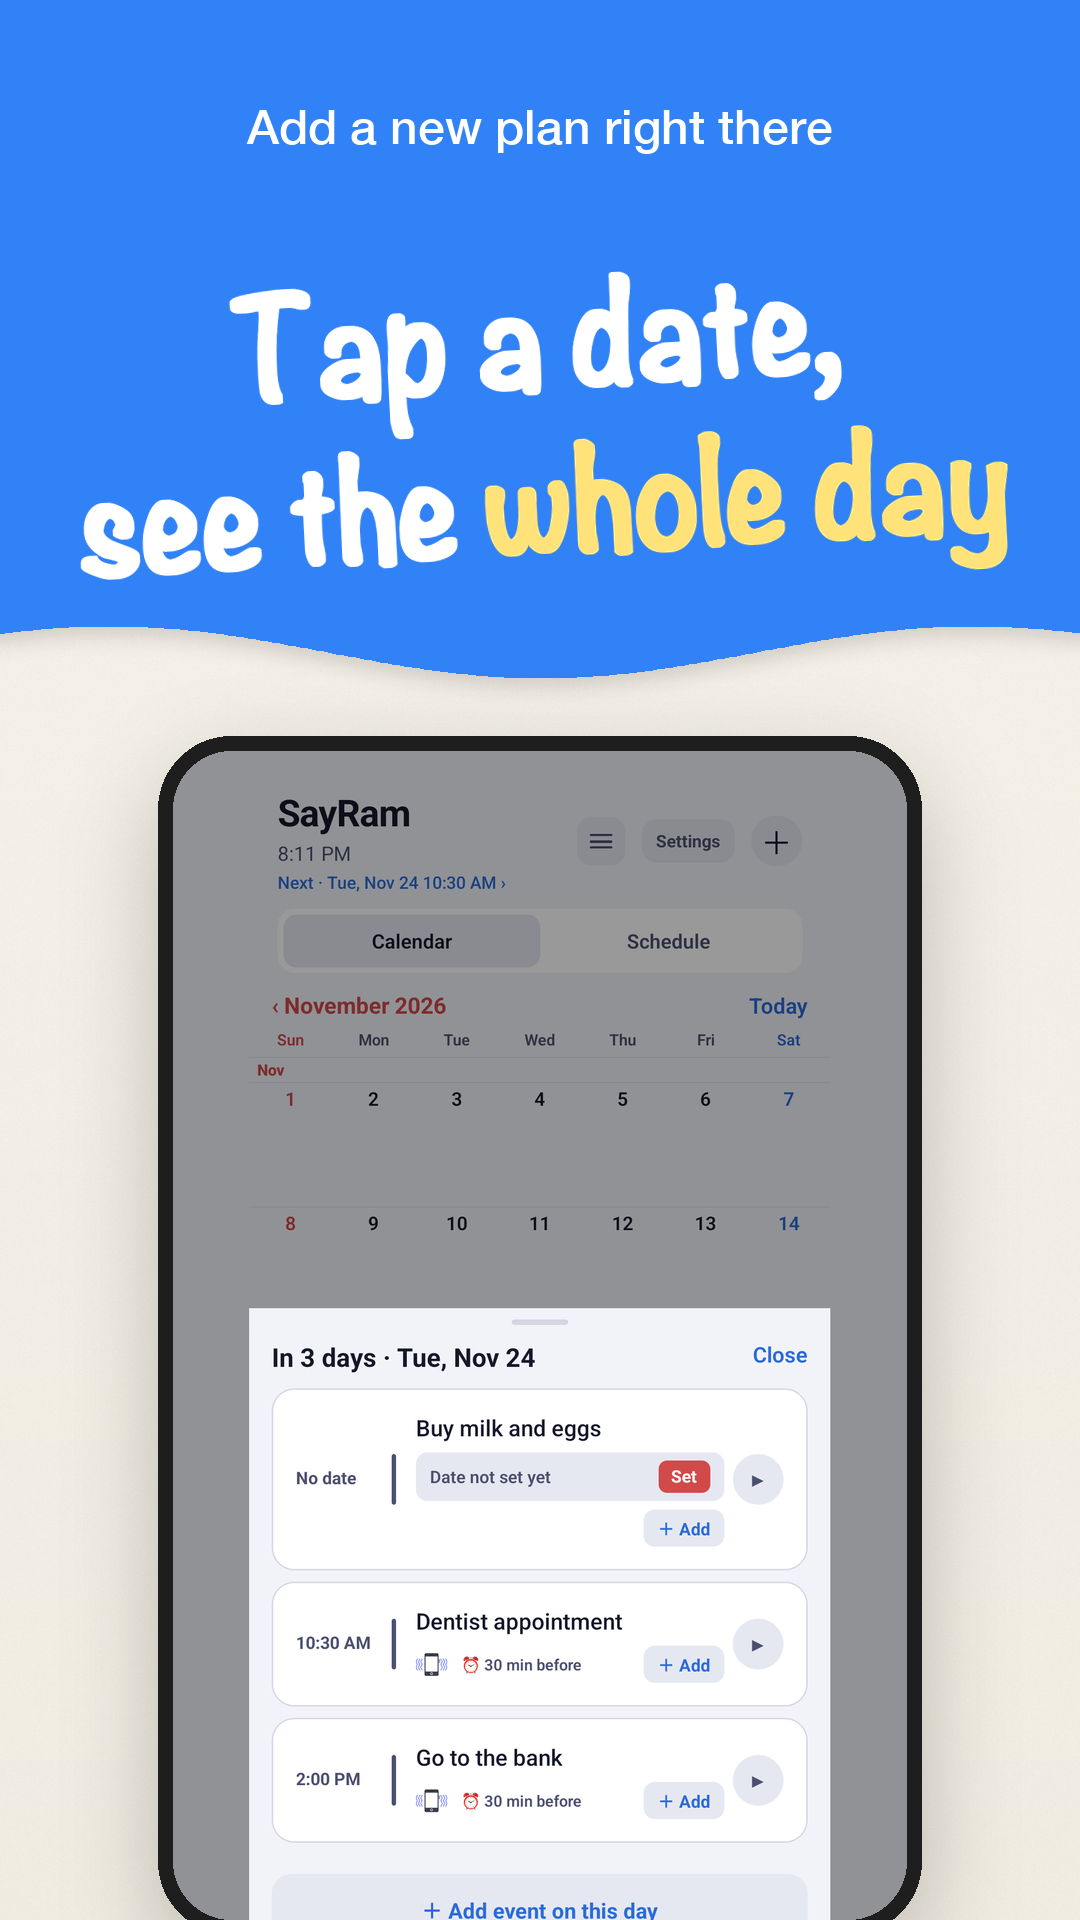 Add a new plan right there
Tap a date,
see the whole day
SayRam
8:11 PM
Next · Tue, Nov 24 10:30 AM ›
Settings
Calendar
Schedule
‹ November 2026
Today
Sun Mon Tue Wed Thu Fri Sat
Nov
1 2 3 4 5 6 7
8 9 10 11 12 13 14
In 3 days · Tue, Nov 24
Close
Buy milk and eggs
No date
Date not set yet
Set
+ Add
Dentist appointment
10:30 AM
30 min before
+ Add
Go to the bank
2:00 PM
30 min before
+ Add
+ Add event on this day